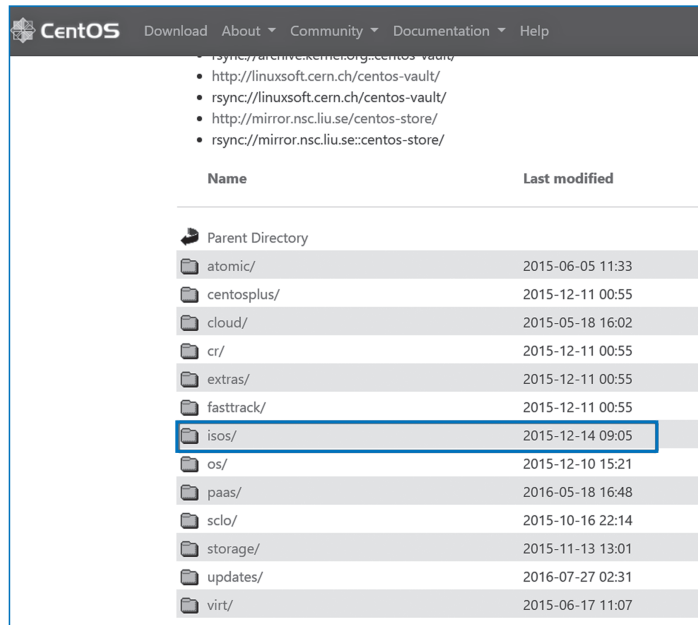 CentOS Download About Community Documentation Help
rsync://archive.kernel.org::centos-vault/
http://linuxsoft.cern.ch/centos-vault/
rsync://linuxsoft.cern.ch/centos-vault/
http://mirror.nsc.liu.se/centos-store/
rsync://mirror.nsc.liu.se::centos-store/
Name Last modified
Parent Directory
atomic/ 2015-06-05 11:33
centosplus/ 2015-12-11 00:55
cloud/ 2015-05-18 16:02
cr/ 2015-12-11 00:55
extras/ 2015-12-11 00:55
fasttrack/ 2015-12-11 00:55
isos/ 2015-12-14 09:05
os/ 2015-12-10 15:21
paas/ 2016-05-18 16:48
sclo/ 2015-10-16 22:14
storage/ 2015-11-13 13:01
updates/ 2016-07-27 02:31
virt/ 2015-06-17 11:07